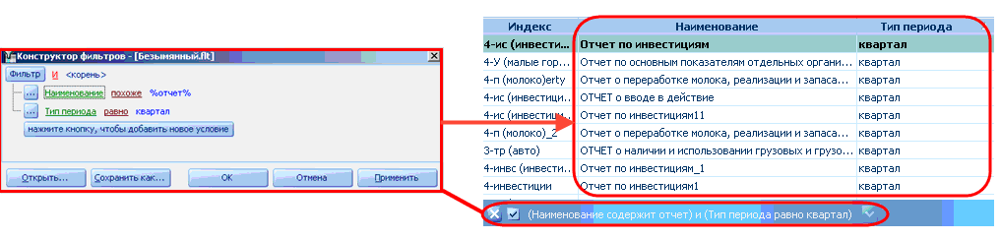 Конструктор фильтров - [Безымянный.flt]
Фильтр И <корень>
... Наименование похоже %отчет%
... Тип периода равно квартал
нажмите кнопку, чтобы добавить новое условие
Открыть... Сохранить как... ОК Отмена Применить
Индекс Наименование Тип периода
4-ис (инвести... Отчет по инвестициям квартал
4-У (малые гор... Отчет по основным показателям отдельных органи... квартал
4-п (молоко)erty Отчет о переработке молока, реализации и запаса... квартал
4-ис (инвестици... ОТЧЕТ о вводе в действие квартал
4-ис (инвестици... Отчет по инвестициям11 квартал
4-п (молоко)_2 Отчет о переработке молока, реализации и запаса... квартал
3-тр (авто) ОТЧЕТ о наличии и использовании грузовых и грузо... квартал
4-инвс (инвести... Отчет по инвестициям_1 квартал
4-инвестиции Отчет по инвестициям1 квартал
(Наименование содержит отчет) и (Тип периода равно квартал)